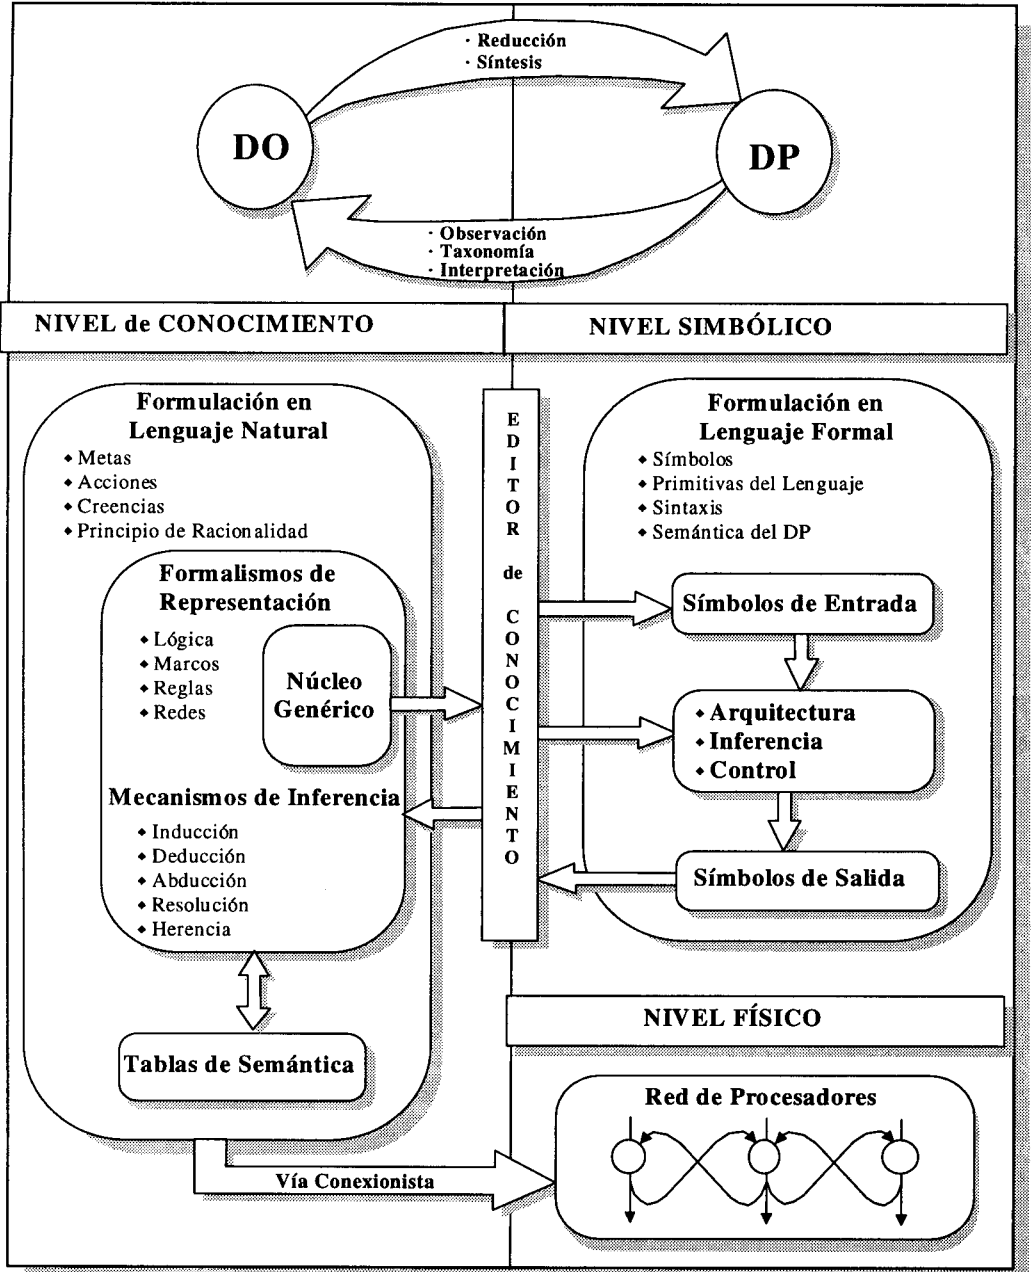 · Reducción
· Síntesis
DO
DP
· Observación
· Taxonomía
· Interpretación
NIVEL de CONOCIMIENTO
NIVEL SIMBÓLICO
Formulación en
Lenguaje Natural
◆ Metas
◆ Acciones
◆ Creencias
◆ Principio de Racionalidad
Formalismos de
Representación
◆ Lógica
◆ Marcos
◆ Reglas
◆ Redes
Núcleo
Genérico
Mecanismos de Inferencia
◆ Inducción
◆ Deducción
◆ Abducción
◆ Resolución
◆ Herencia
Tablas de Semántica
EDITOR de CONOCIMIENTO
Formulación en
Lenguaje Formal
◆ Símbolos
◆ Primitivas del Lenguaje
◆ Sintaxis
◆ Semántica del DP
Símbolos de Entrada
◆ Arquitectura
◆ Inferencia
◆ Control
Símbolos de Salida
NIVEL FÍSICO
Red de Procesadores
Vía Conexionista